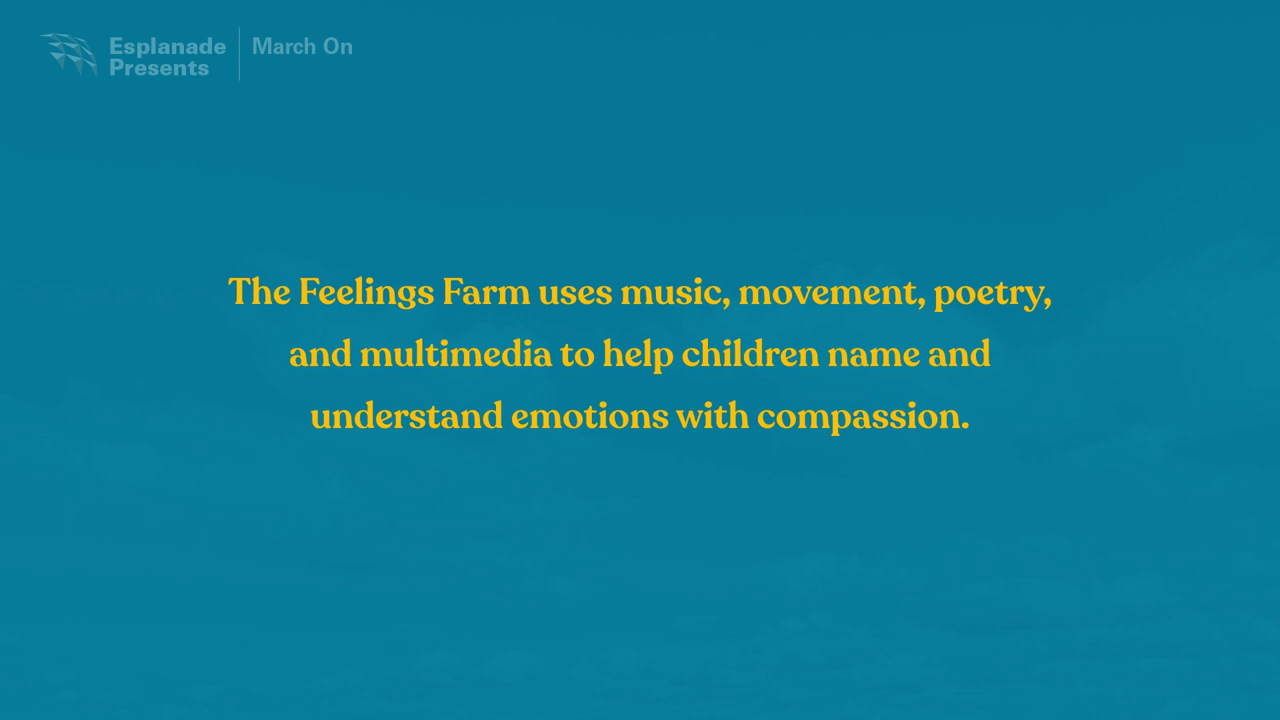 Esplanade
Presents
March On
The Feelings Farm uses music, movement, poetry,
and multimedia to help children name and
understand emotions with compassion.